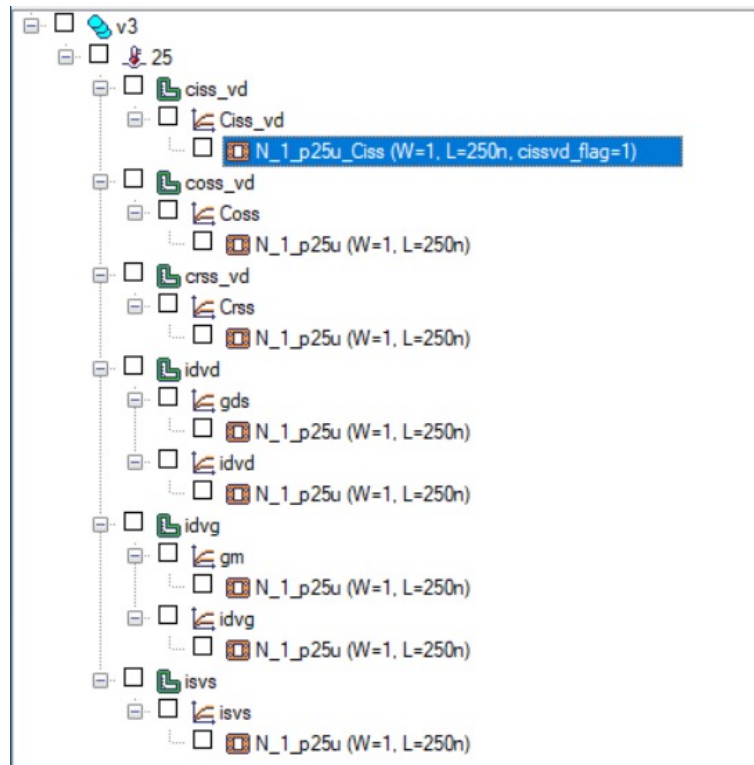 v3
25
ciss_vd
Ciss_vd
N_1_p25u_Ciss (W=1, L=250n, cissvd_flag=1)
coss_vd
Coss
N_1_p25u (W=1, L=250n)
crss_vd
Crss
N_1_p25u (W=1, L=250n)
idvd
gds
N_1_p25u (W=1, L=250n)
idvd
N_1_p25u (W=1, L=250n)
idvg
gm
N_1_p25u (W=1, L=250n)
idvg
N_1_p25u (W=1, L=250n)
isvs
isvs
N_1_p25u (W=1, L=250n)